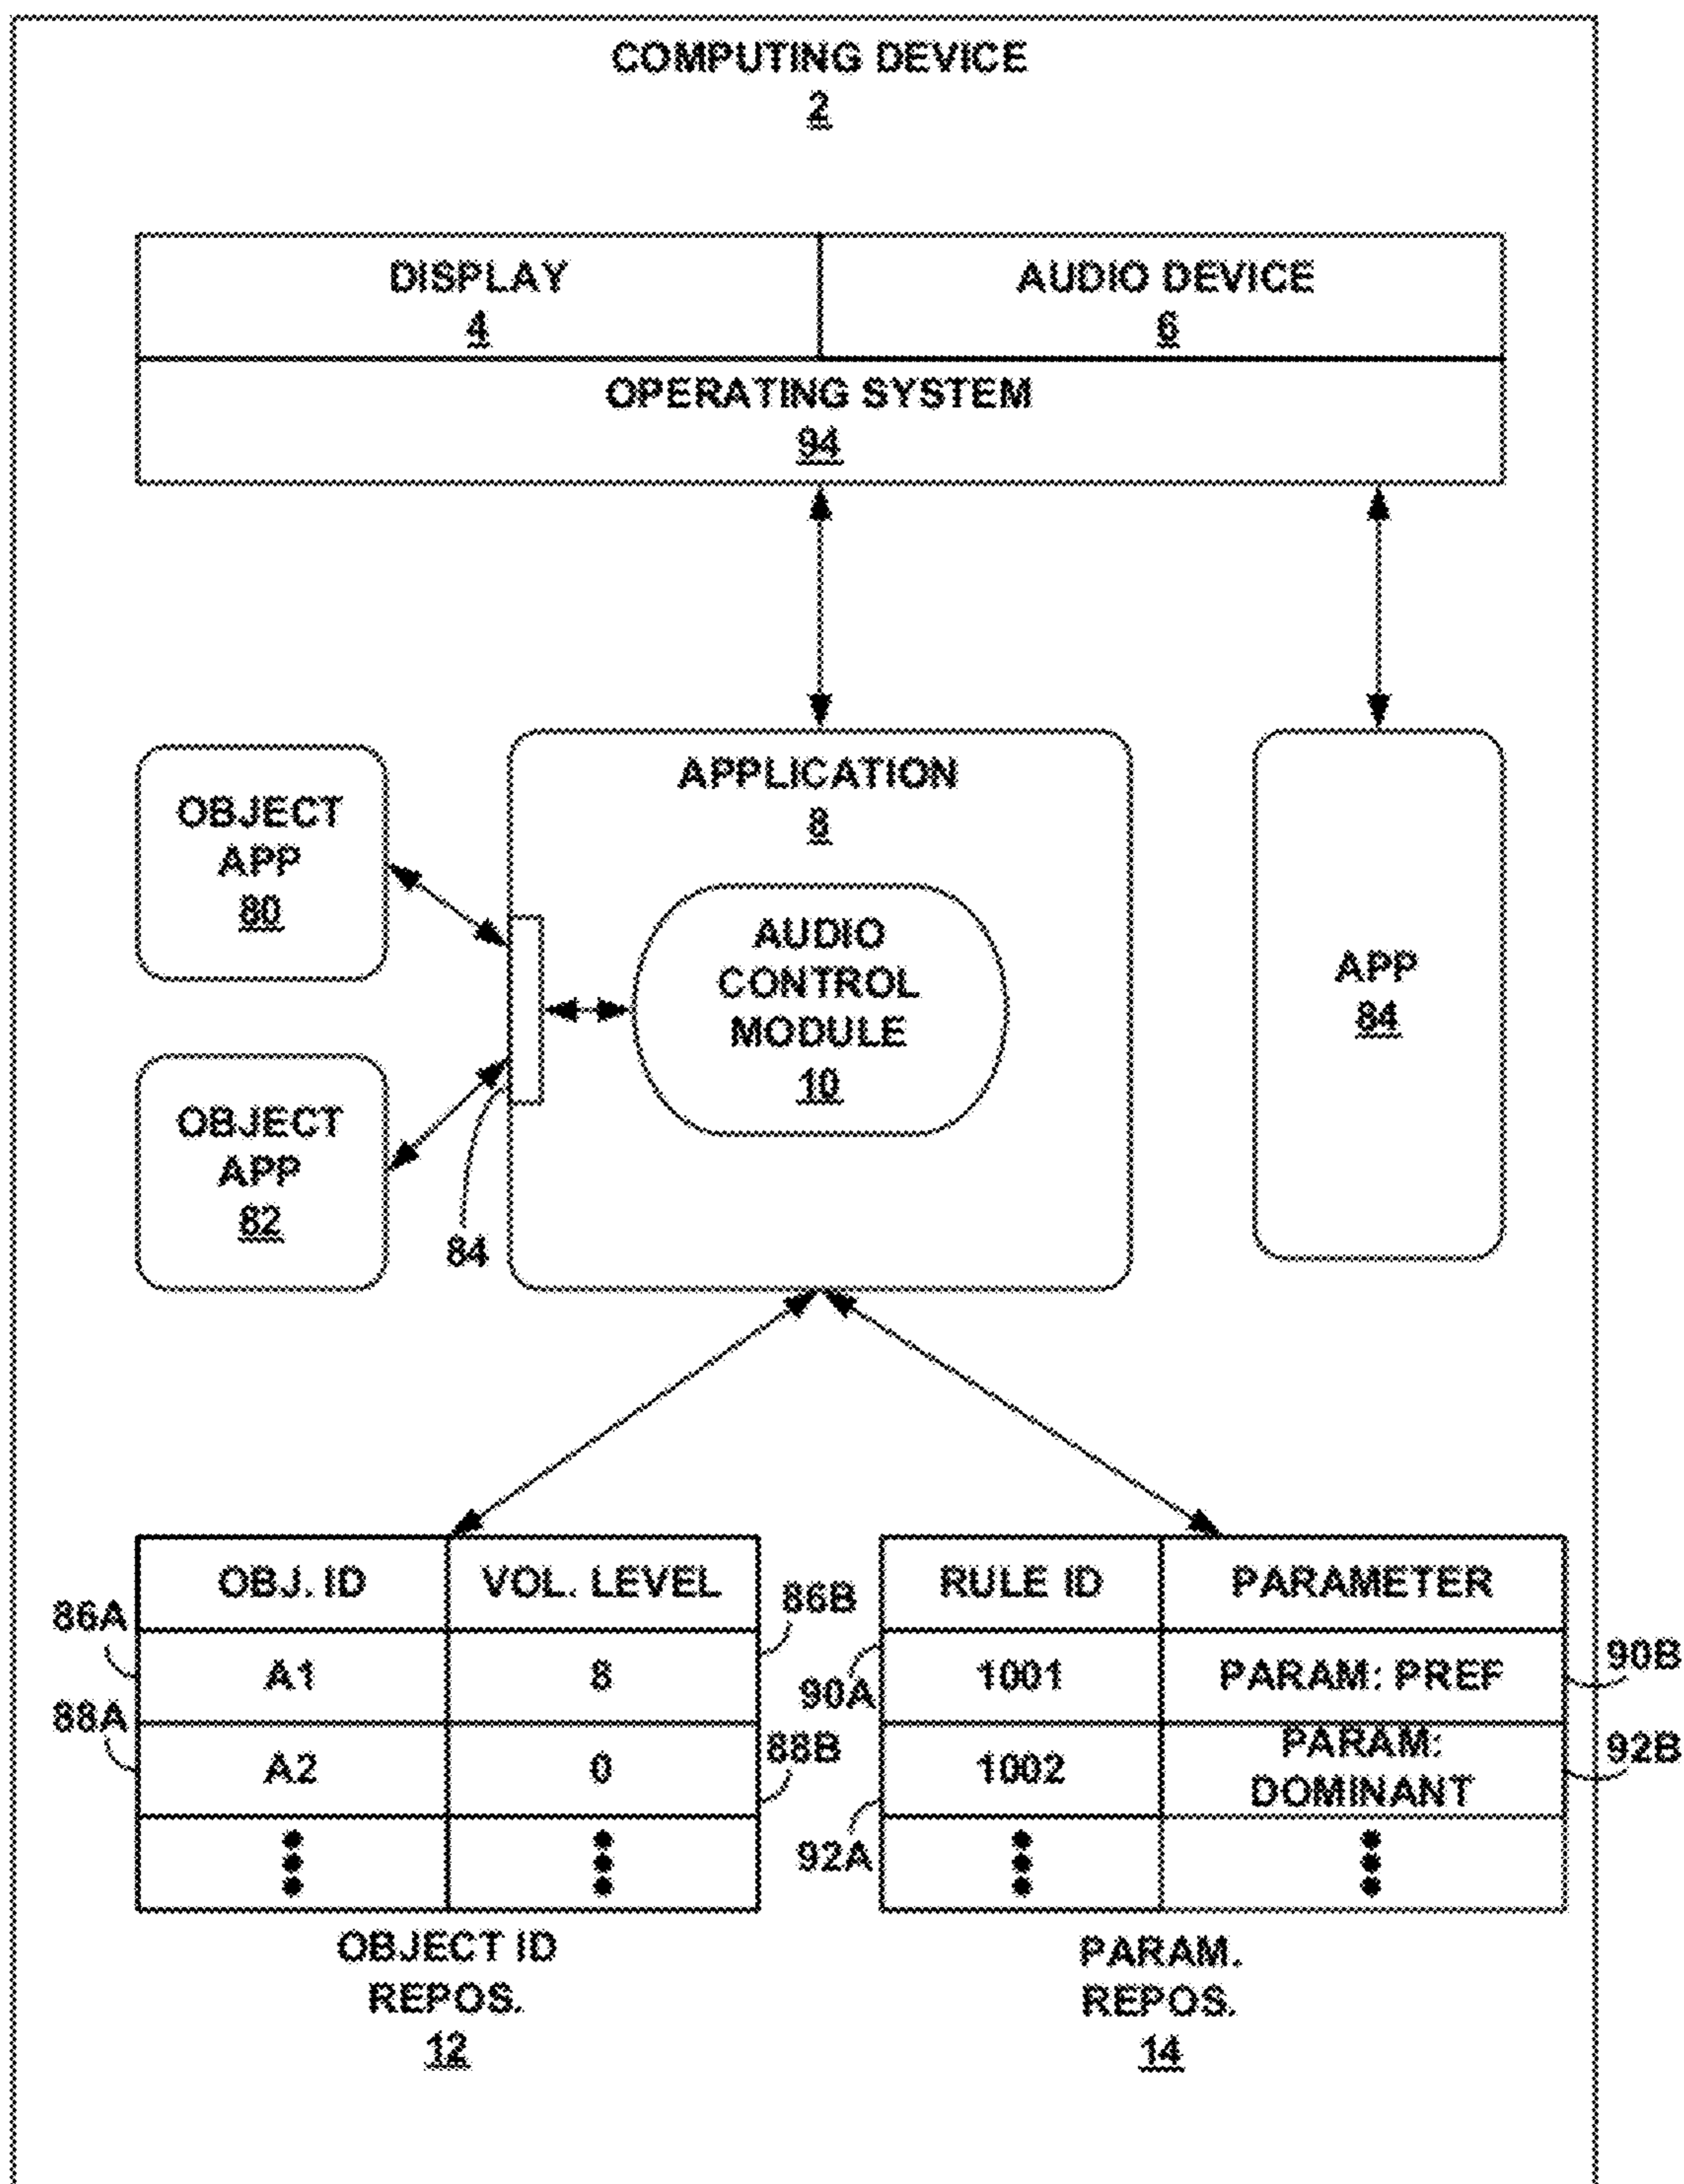 COMPUTING DEVICE
2
DISPLAY
4
AUDIO DEVICE
6
OPERATING SYSTEM
94
APPLICATION
8
OBJECT
APP
80
AUDIO
CONTROL
MODULE
10
APP
84
OBJECT
APP
82
84
OBJ. ID
VOL. LEVEL
86A
86B
A1
8
88A
88B
A2
0
OBJECT ID
REPOS.
12
RULE ID
PARAMETER
90A
90B
1001
PARAM: PREF
92A
92B
1002
PARAM:
DOMINANT
PARAM.
REPOS.
14